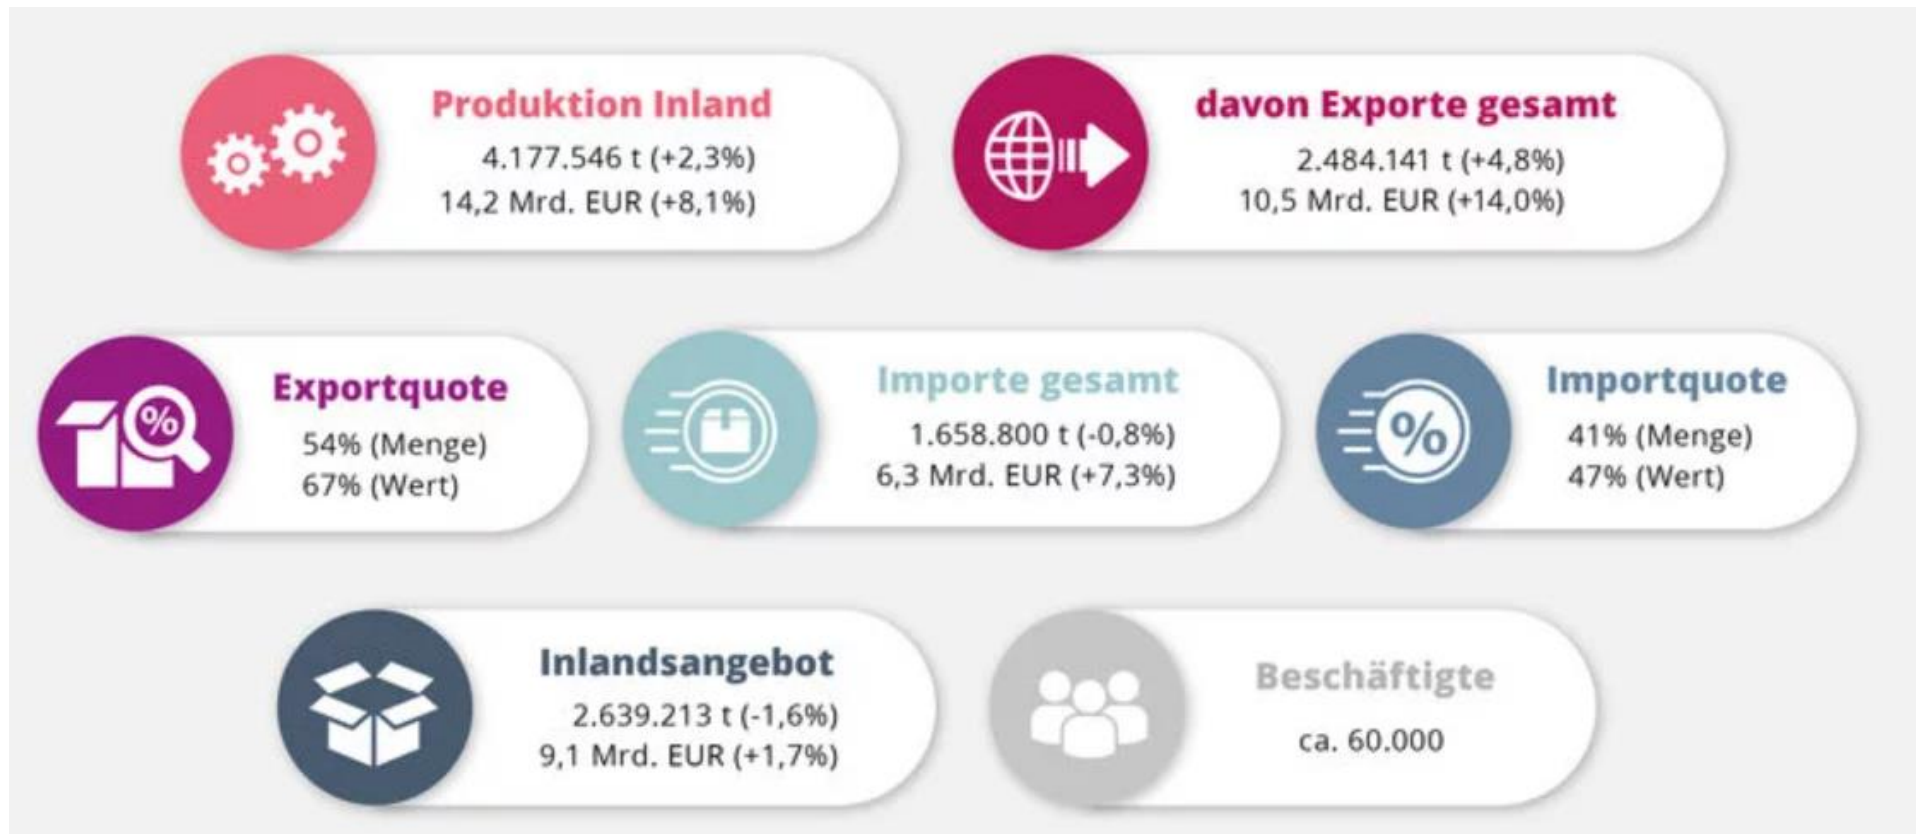 Produktion Inland
4.177.546 t (+2,3%)
14,2 Mrd. EUR (+8,1%)
davon Exporte gesamt
2.484.141 t (+4,8%)
10,5 Mrd. EUR (+14,0%)
%
Exportquote
54% (Menge)
67% (Wert)
Importe gesamt
1.658.800 t (-0,8%)
6,3 Mrd. EUR (+7,3%)
%
Importquote
41% (Menge)
47% (Wert)
Inlandsangebot
2.639.213 t (-1,6%)
9,1 Mrd. EUR (+1,7%)
Beschäftigte
ca. 60.000